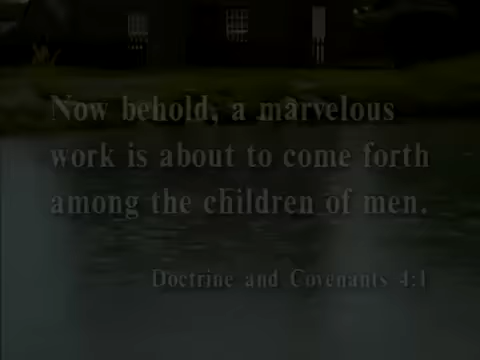 Now behold, a marvelous
work is about to come forth
among the children of men.
Doctrine and Covenants 4:1